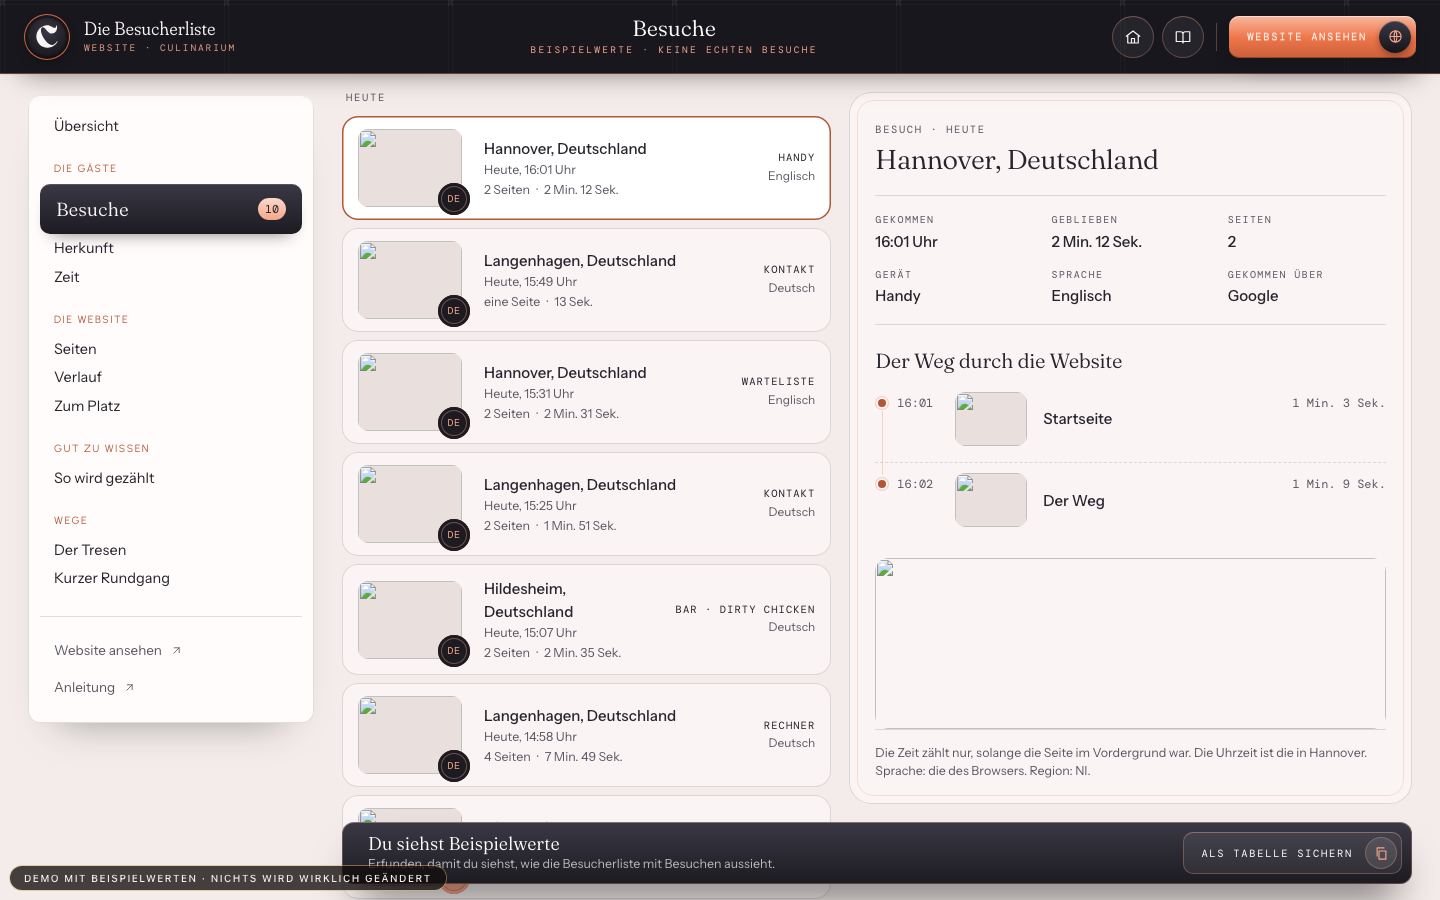 Die Besucherliste
WEBSITE · CULINARIUM
Besuche
BEISPIELWERTE · KEINE ECHTEN BESUCHE
WEBSITE ANSEHEN
Übersicht
DIE GÄSTE
Besuche
10
Herkunft
Zeit
DIE WEBSITE
Seiten
Verlauf
Zum Platz
GUT ZU WISSEN
So wird gezählt
WEGE
Der Tresen
Kurzer Rundgang
Website ansehen
Anleitung
HEUTE
Hannover, Deutschland
Heute, 16:01 Uhr
2 Seiten · 2 Min. 12 Sek.
DE
HANDY
Englisch
Langenhagen, Deutschland
Heute, 15:49 Uhr
eine Seite · 13 Sek.
DE
KONTAKT
Deutsch
Hannover, Deutschland
Heute, 15:31 Uhr
2 Seiten · 2 Min. 31 Sek.
DE
WARTELISTE
Englisch
Langenhagen, Deutschland
Heute, 15:25 Uhr
2 Seiten · 1 Min. 51 Sek.
DE
KONTAKT
Deutsch
Hildesheim,
Deutschland
Heute, 15:07 Uhr
2 Seiten · 2 Min. 35 Sek.
DE
BAR · DIRTY CHICKEN
Deutsch
Langenhagen, Deutschland
Heute, 14:58 Uhr
4 Seiten · 7 Min. 49 Sek.
DE
RECHNER
Deutsch
BESUCH · HEUTE
Hannover, Deutschland
GEKOMMEN
16:01 Uhr
GEBLIEBEN
2 Min. 12 Sek.
SEITEN
2
GERÄT
Handy
SPRACHE
Englisch
GEKOMMEN ÜBER
Google
Der Weg durch die Website
16:01
Startseite
1 Min. 3 Sek.
16:02
Der Weg
1 Min. 9 Sek.
Die Zeit zählt nur, solange die Seite im Vordergrund war. Die Uhrzeit ist die in Hannover.
Sprache: die des Browsers. Region: NI.
Du siehst Beispielwerte
Erfunden, damit du siehst, wie die Besucherliste mit Besuchen aussieht.
ALS TABELLE SICHERN
DEMO MIT BEISPIELWERTEN · NICHTS WIRD WIRKLICH GEÄNDERT